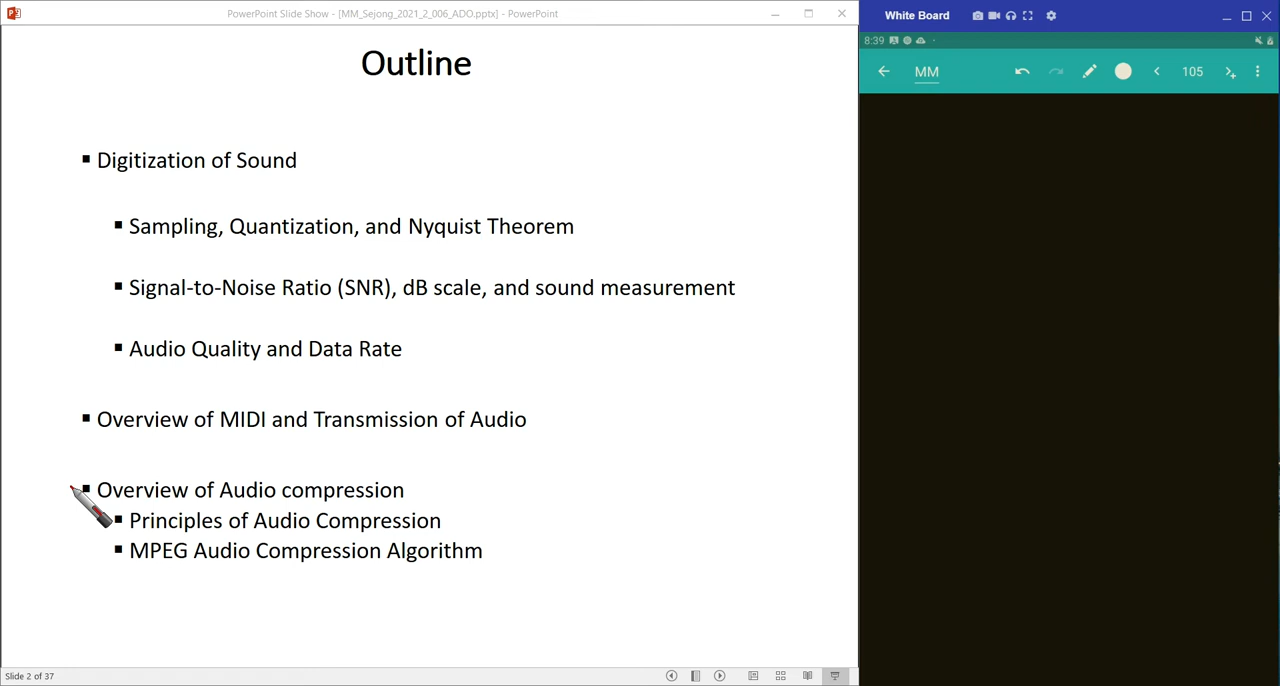 PowerPoint Slide Show - [MM_Sejong_2021_2_006_ADO.pptx] - PowerPoint
Outline
▪ Digitization of Sound
▪ Sampling, Quantization, and Nyquist Theorem
▪ Signal-to-Noise Ratio (SNR), dB scale, and sound measurement
▪ Audio Quality and Data Rate
▪ Overview of MIDI and Transmission of Audio
▪ Overview of Audio compression
▪ Principles of Audio Compression
▪ MPEG Audio Compression Algorithm
Slide 2 of 37
White Board
8:39
MM
105